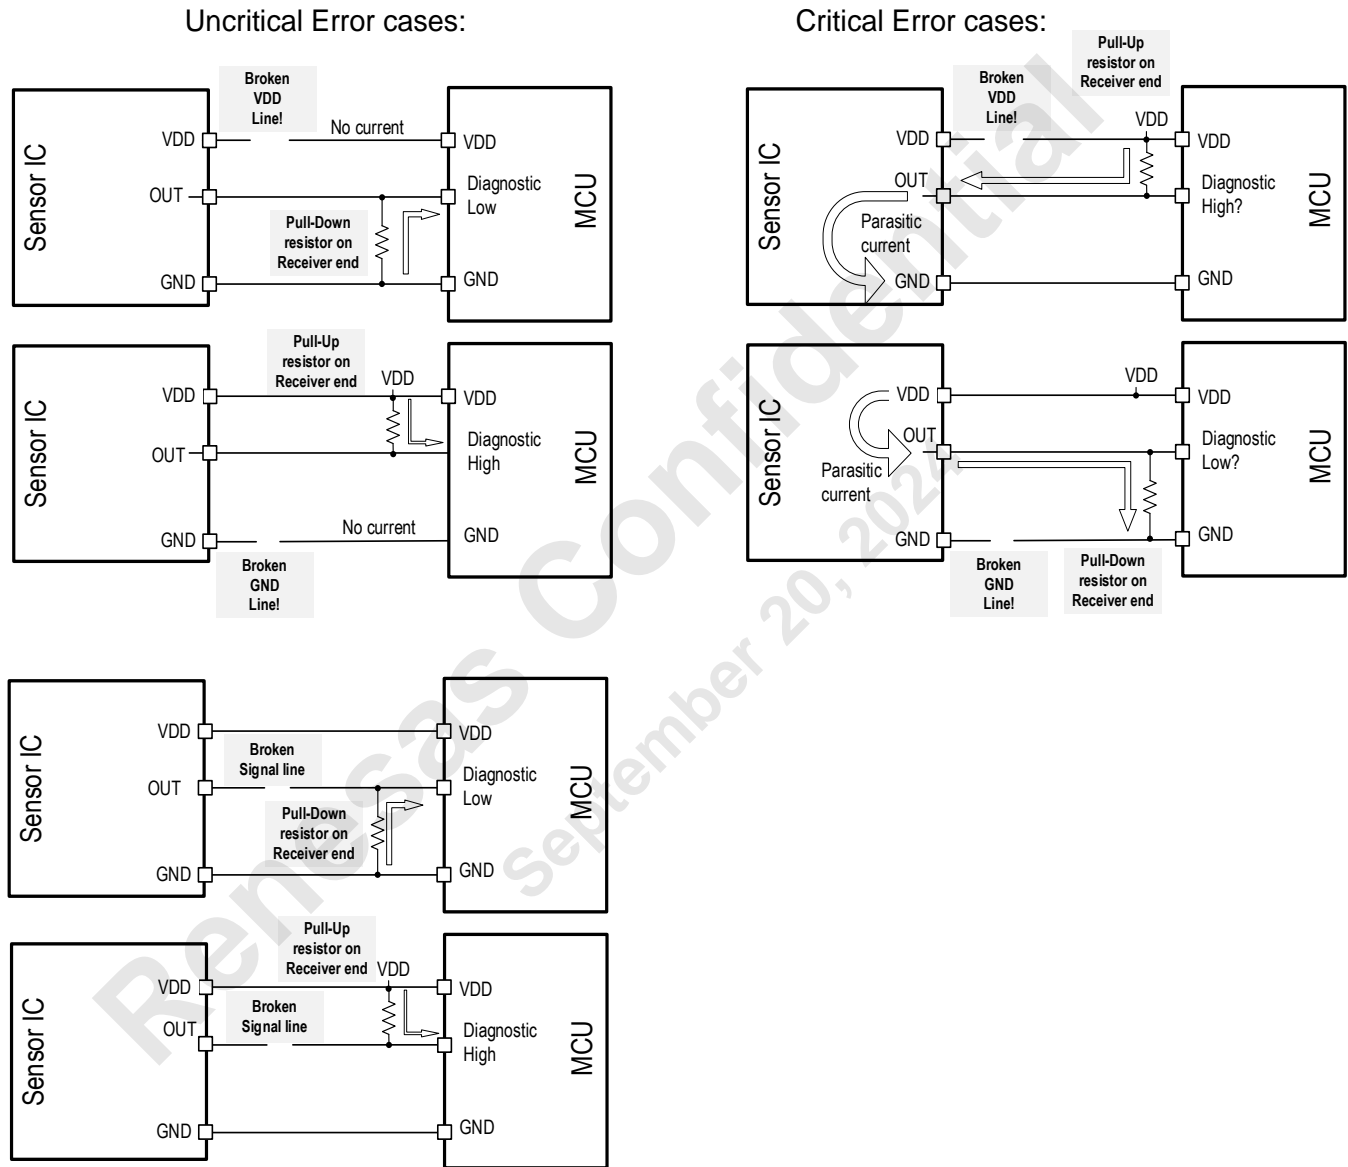 Uncritical Error cases:
Critical Error cases:
Broken
VDD
Line!
No current
VDD
VDD
OUT
Diagnostic
Low
Pull-Down
resistor on
Receiver end
GND
GND
Sensor IC
MCU
Pull-Up
resistor on
Receiver end
Broken
VDD
Line!
VDD
VDD
VDD
OUT
Diagnostic
High?
Parasitic
current
GND
GND
Sensor IC
MCU
Pull-Up
resistor on
Receiver end
VDD
VDD
VDD
OUT
Diagnostic
High
GND
No current
GND
Broken
GND
Line!
Sensor IC
MCU
VDD
VDD
VDD
OUT
Diagnostic
Low?
Parasitic
current
GND
GND
Broken
GND
Line!
Pull-Down
resistor on
Receiver end
Sensor IC
MCU
VDD
VDD
Broken
Signal line
OUT
Diagnostic
Low
Pull-Down
resistor on
Receiver end
GND
GND
Sensor IC
MCU
Pull-Up
resistor on
Receiver end
VDD
VDD
VDD
Broken
Signal line
OUT
Diagnostic
High
GND
GND
Sensor IC
MCU
Renesas Confidential
September 20, 2024